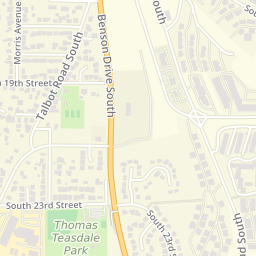 Morris Avenue
Talbot Road South
Benson Drive South
outh
19th Street
South 23rd Street
South 23rd S
d South
Thomas
Teasdale
Park